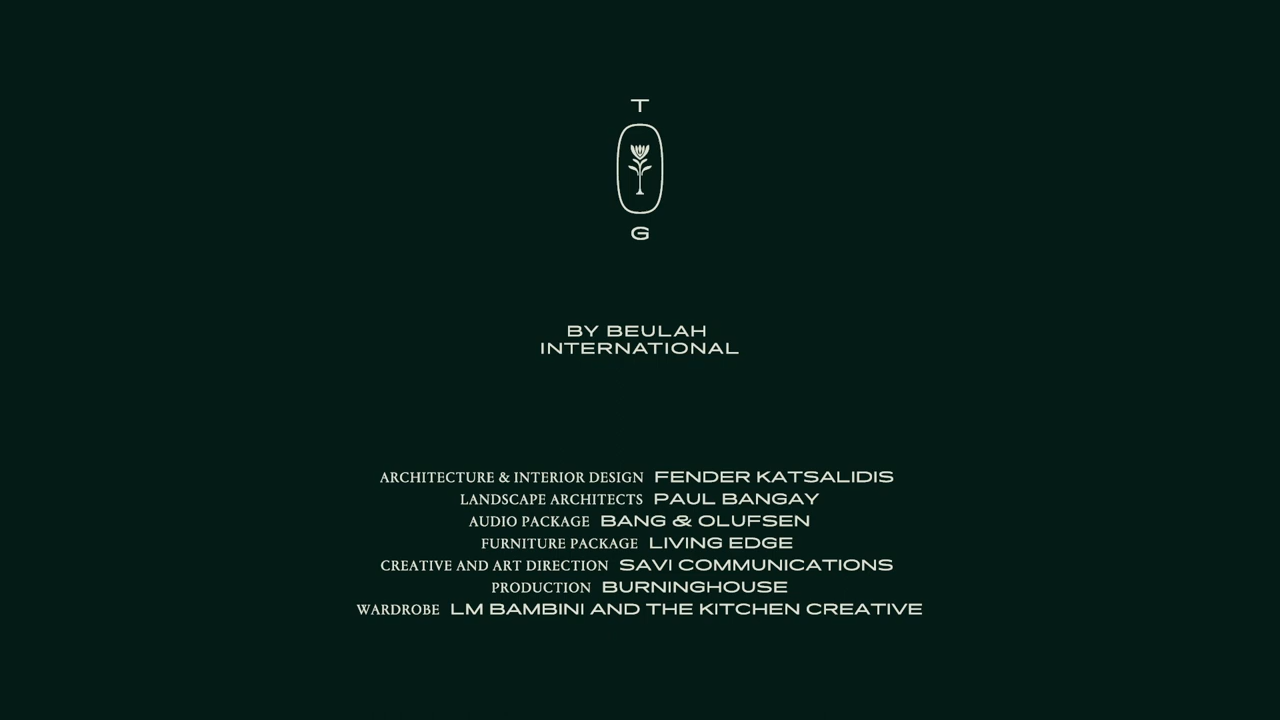 T
G
BY BEULAH
INTERNATIONAL
ARCHITECTURE & INTERIOR DESIGN FENDER KATSALIDIS
LANDSCAPE ARCHITECTS PAUL BANGAY
AUDIO PACKAGE BANG & OLUFSEN
FURNITURE PACKAGE LIVING EDGE
CREATIVE AND ART DIRECTION SAVI COMMUNICATIONS
PRODUCTION BURNINGHOUSE
WARDROBE LM BAMBINI AND THE KITCHEN CREATIVE